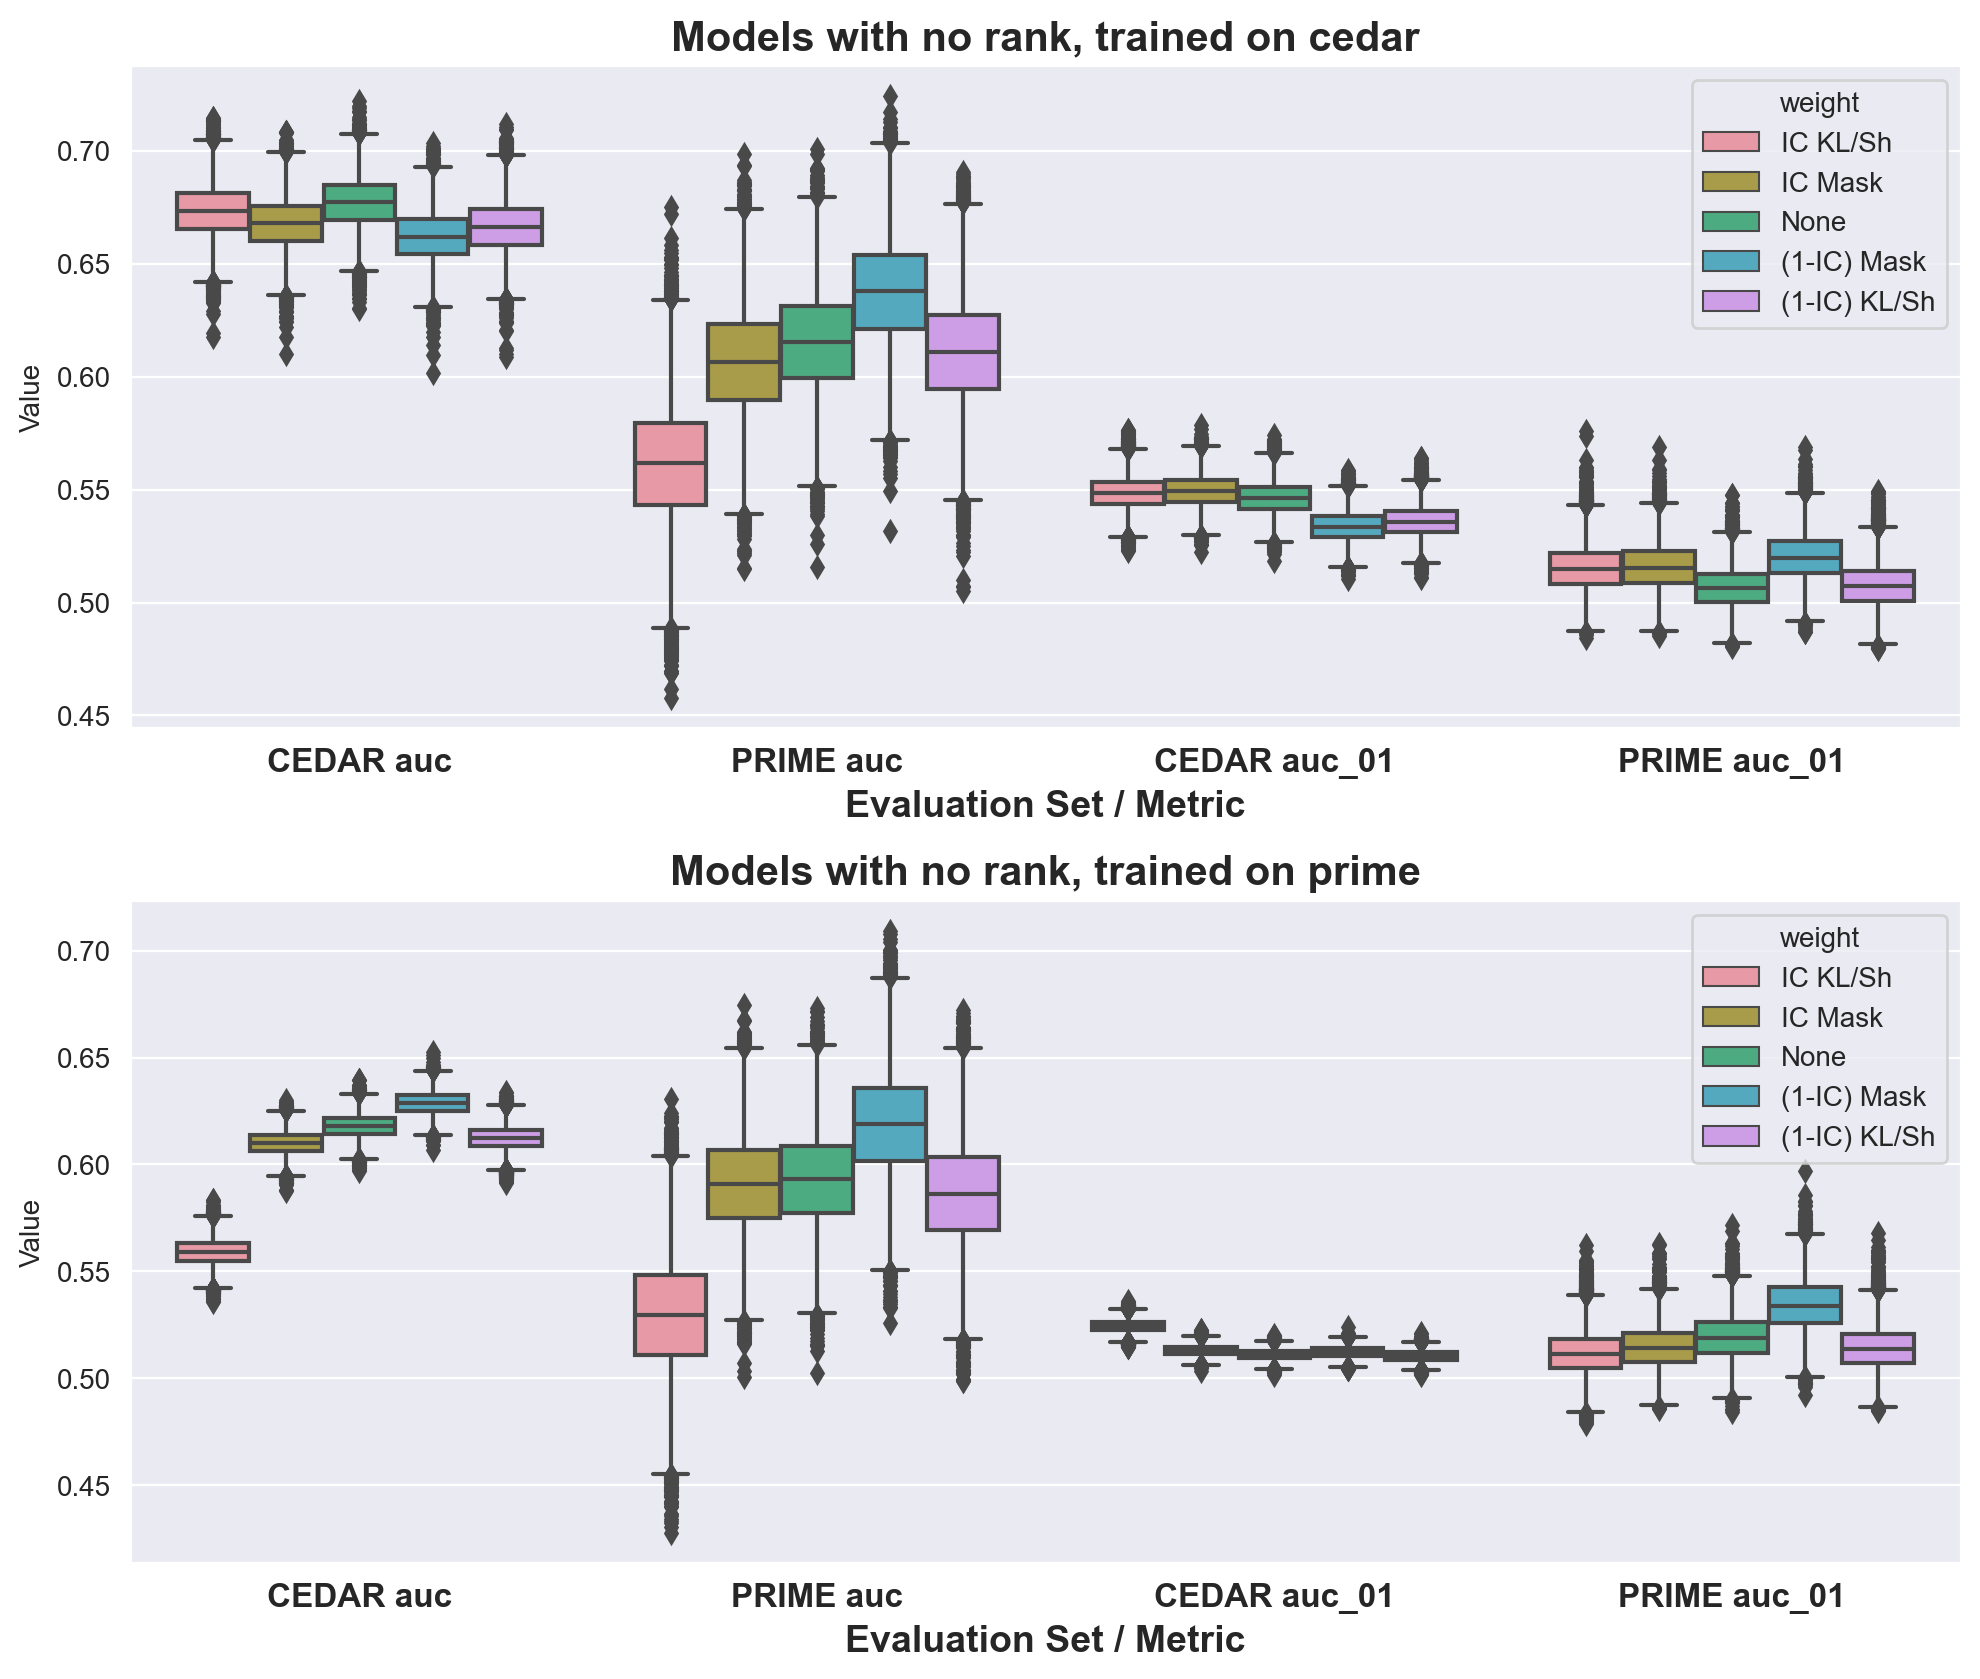 Models with no rank, trained on cedar
weight
IC KL/Sh
IC Mask
None
(1-IC) Mask
(1-IC) KL/Sh
0.70
0.65
0.60
0.55
0.50
0.45
Value
CEDAR auc PRIME auc CEDAR auc_01 PRIME auc_01
Evaluation Set / Metric
Models with no rank, trained on prime
weight
IC KL/Sh
IC Mask
None
(1-IC) Mask
(1-IC) KL/Sh
0.70
0.65
0.60
0.55
0.50
0.45
Value
CEDAR auc PRIME auc CEDAR auc_01 PRIME auc_01
Evaluation Set / Metric